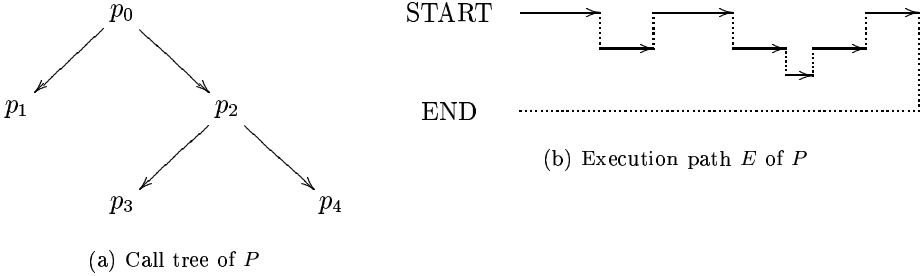 p0
p1
p2
p3
p4
(a) Call tree of P
START
END
(b) Execution path E of P